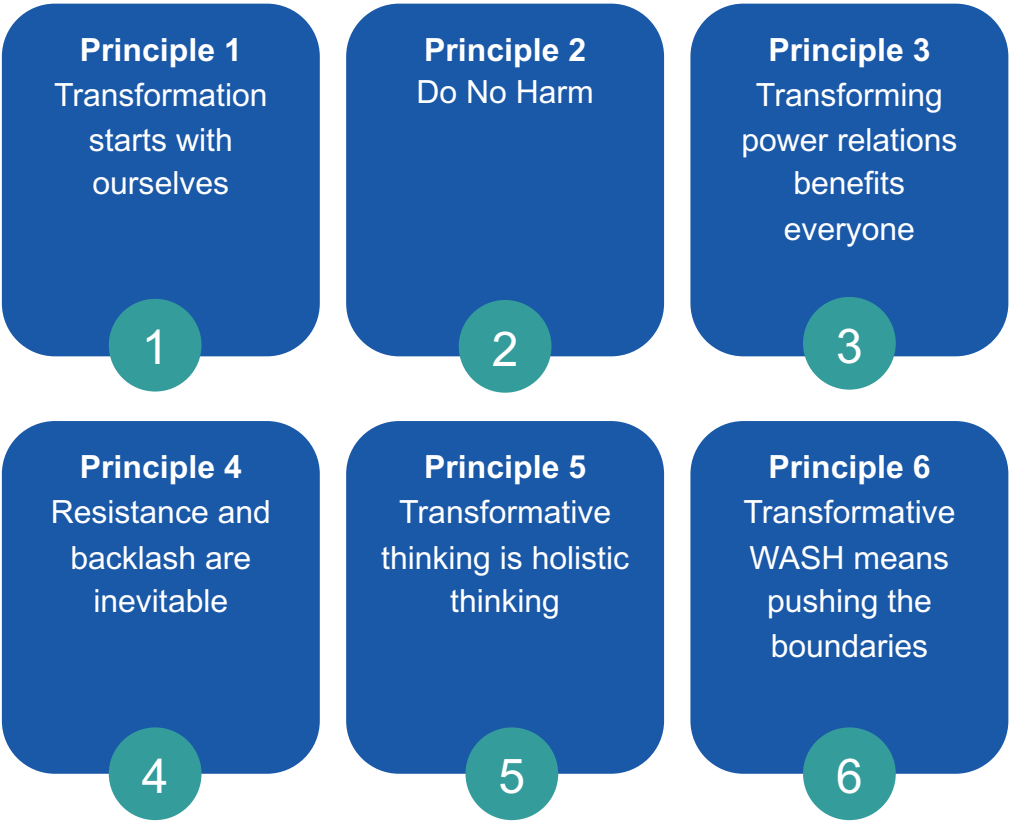 Principle 1
Transformation
starts with
ourselves
1
Principle 2
Do No Harm
2
Principle 3
Transforming
power relations
benefits
everyone
3
Principle 4
Resistance and
backlash are
inevitable
4
Principle 5
Transformative
thinking is holistic
thinking
5
Principle 6
Transformative
WASH means
pushing the
boundaries
6